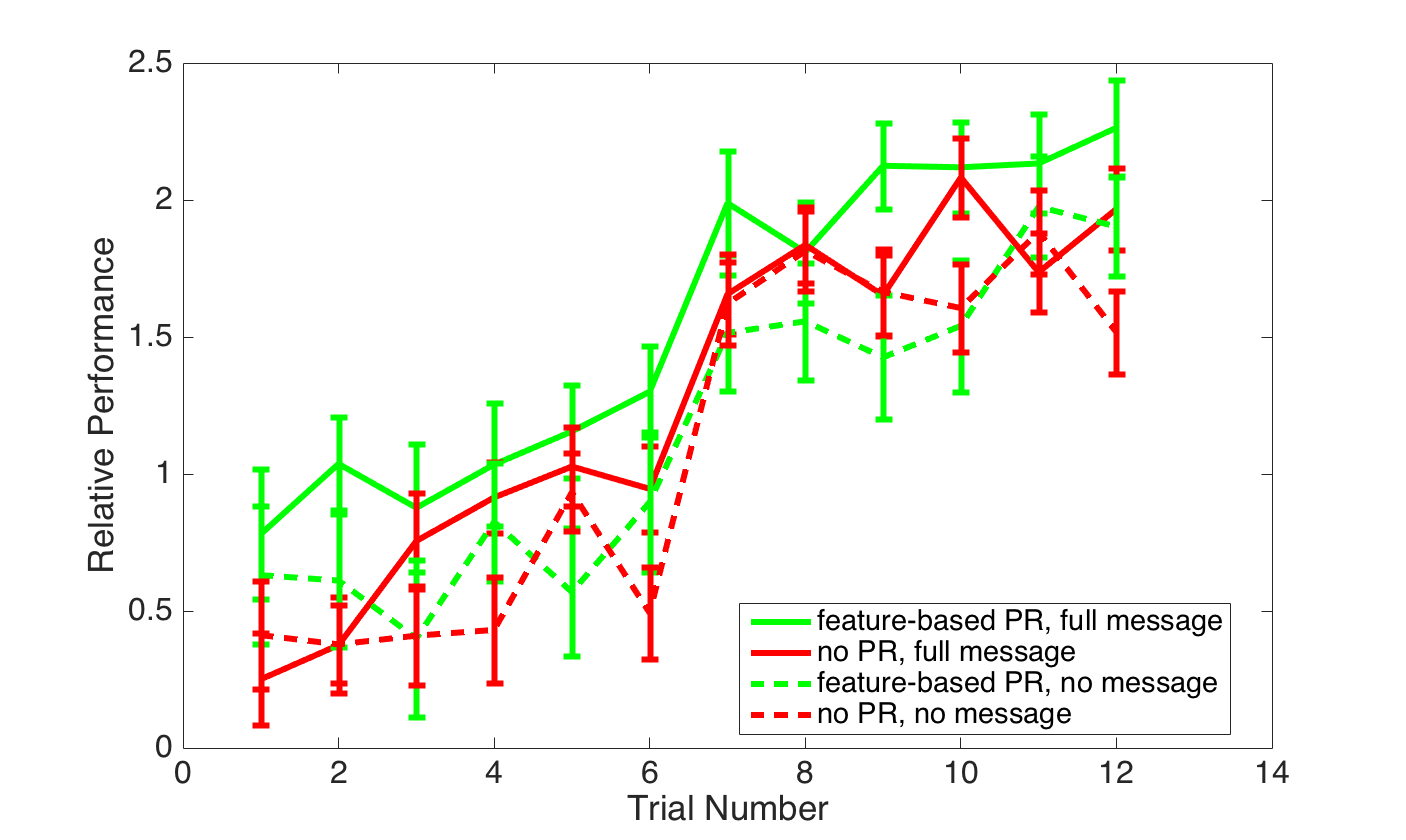 2.5
2
1.5
1
0.5
0
Relative Performance
feature-based PR, full message
no PR, full message
feature-based PR, no message
no PR, no message
0 2 4 6 8 10 12 14
Trial Number